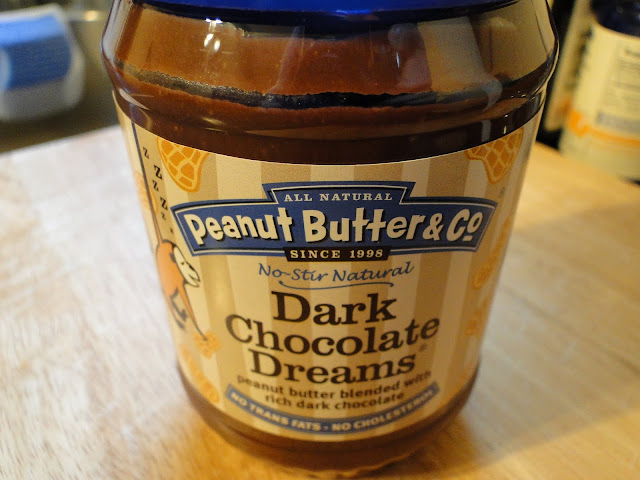 z
z
z
z
z
ALL NATURAL
Peanut Butter & Co
SINCE 1998
No-Stir Natural
Dark
Chocolate
Dreams®
peanut butter blended with
rich dark chocolate
NO TRANS FATS - NO CHOLESTEROL